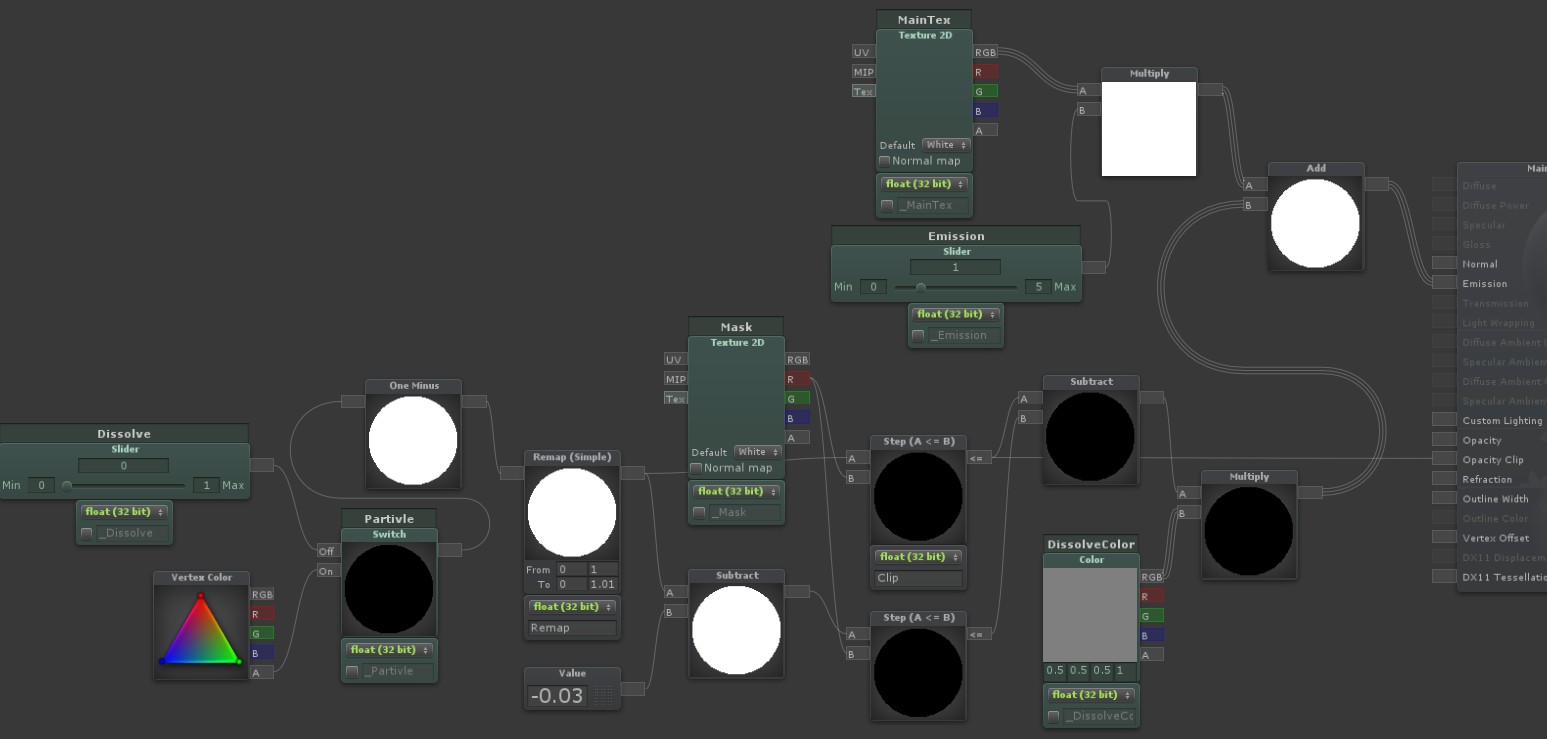 MainTex
Texture 2D
UV
MIP
Tex
RGB
R
G
B
A
Default White
Normal map
float (32 bit)
_MainTex
Multiply
A
B
Emission
Slider
1
Min 0 5 Max
float (32 bit)
_Emission
Add
A
B
Mask
Texture 2D
UV
MIP
Tex
RGB
R
G
B
A
Default White
Normal map
float (32 bit)
_Mask
Dissolve
Slider
0
Min 0 1 Max
float (32 bit)
_Dissolve
One Minus
Partivle
Switch
Off
On
float (32 bit)
_Partivle
Vertex Color
RGB
R
G
B
A
Remap (Simple)
From 0 1
To 0 1.01
float (32 bit)
Remap
Value
-0.03
Subtract
A
B
Step (A <= B)
A
B
<=
float (32 bit)
Clip
Step (A <= B)
A
B
<=
Subtract
A
B
DissolveColor
Color
RGB
R
G
B
A
0.5 0.5 0.5 1
float (32 bit)
_DissolveCo
Multiply
A
B
Mai
Diffuse
Diffuse Power
Specular
Gloss
Normal
Emission
Transmission
Light Wrapping
Diffuse Ambient
Specular Ambien
Diffuse Ambient
Specular Ambien
Custom Lighting
Opacity
Opacity Clip
Refraction
Outline Width
Outline Color
Vertex Offset
DX11 Displacem
DX11 Tessellatio